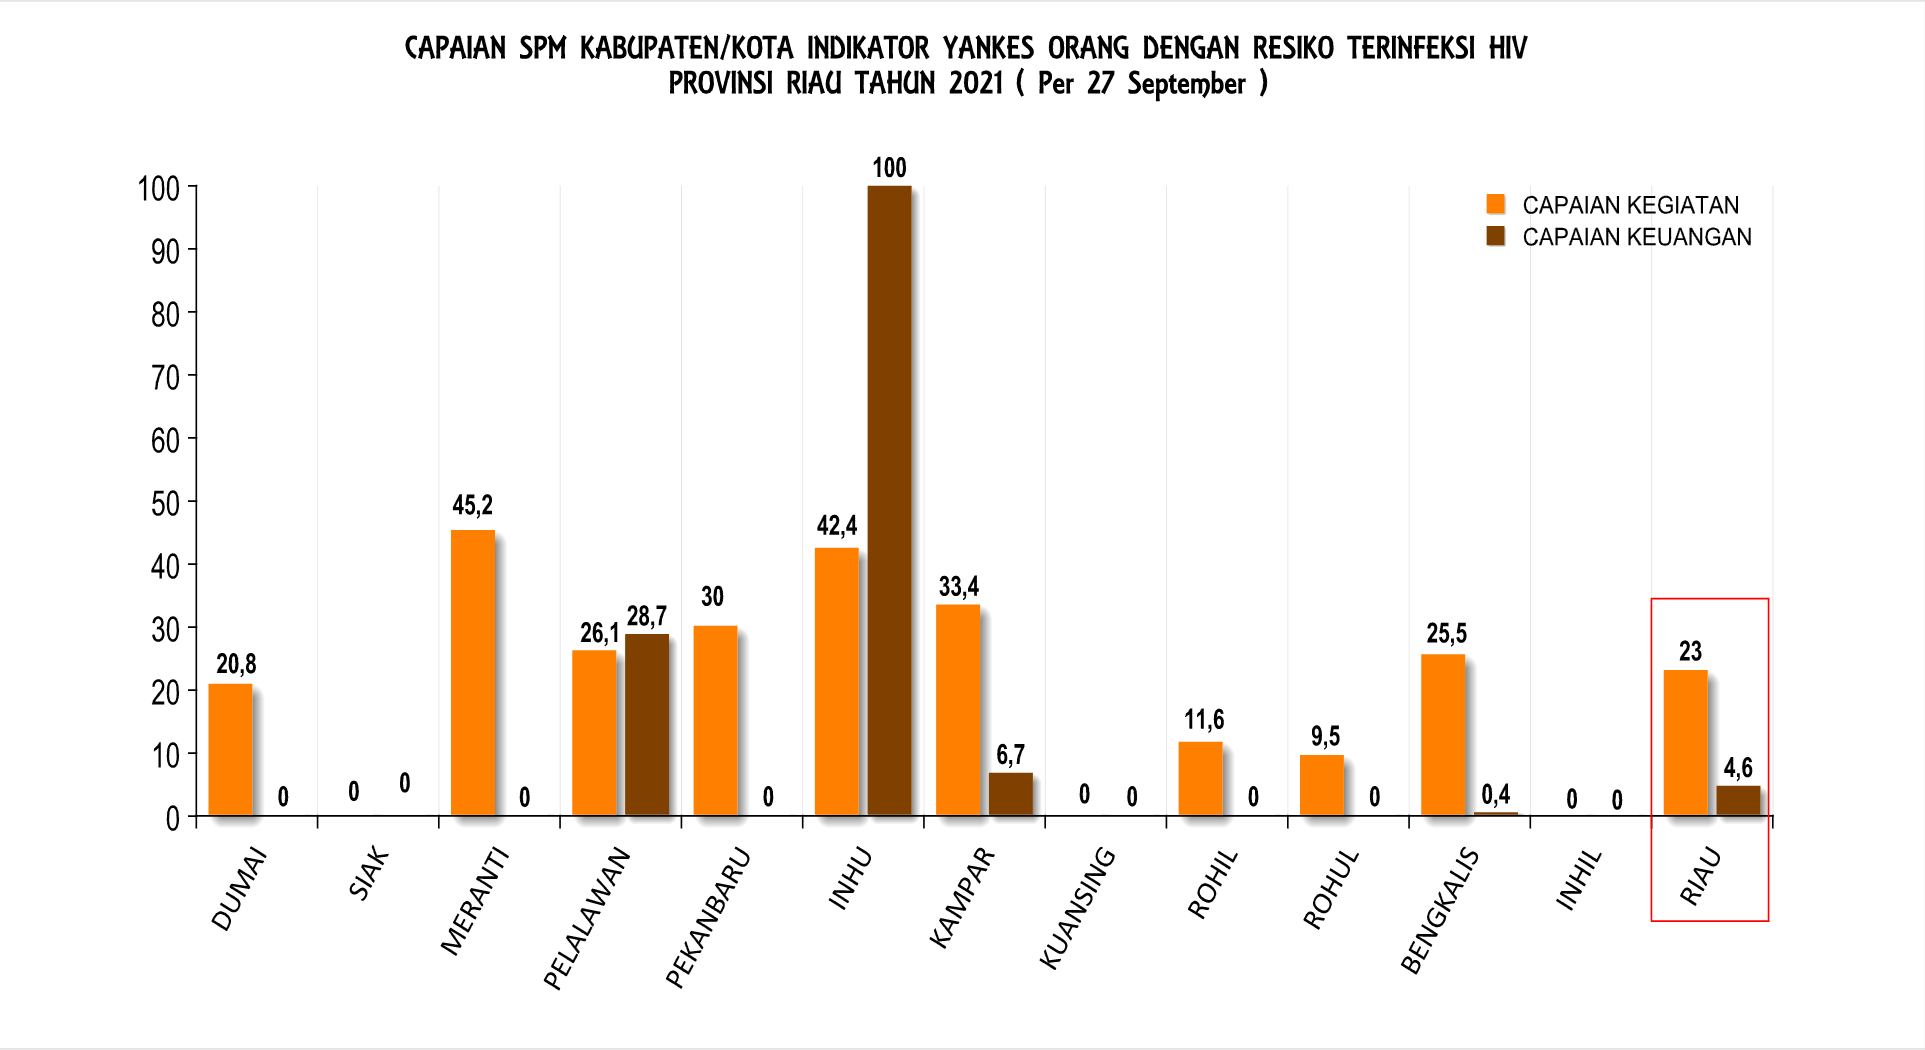 CAPAIAN SPM KABUPATEN/KOTA INDIKATOR YANKES ORANG DENGAN RESIKO TERINFEKSI HIV
PROVINSI RIAU TAHUN 2021 ( Per 27 September )
CAPAIAN KEGIATAN
CAPAIAN KEUANGAN
100
90
80
70
60
50
40
30
20
10
0
20,8
0
0
0
45,2
0
26,1
28,7
30
0
42,4
100
33,4
6,7
0
0
11,6
0
9,5
0
25,5
0,4
0
0
23
4,6
DUMAI
SIAK
MERANTI
PELALAWAN
PEKANBARU
INHU
KAMPAR
KUANSING
ROHIL
ROHUL
BENGKALIS
INHIL
RIAU